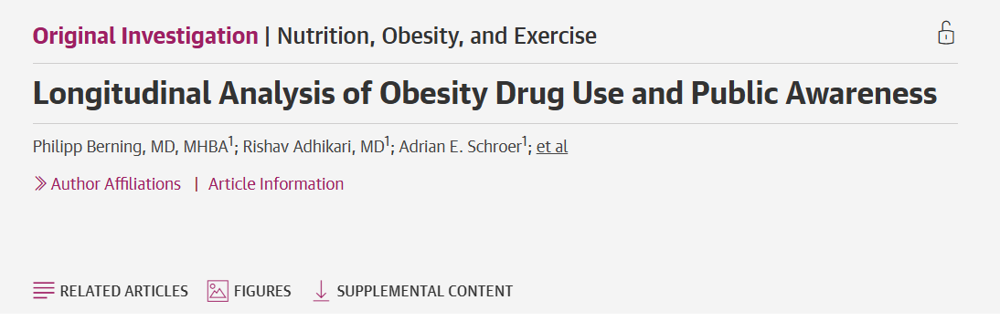 Original Investigation | Nutrition, Obesity, and Exercise
Longitudinal Analysis of Obesity Drug Use and Public Awareness
Philipp Berning, MD, MHBA1; Rishav Adhikari, MD1; Adrian E. Schroer1; et al
Author Affiliations | Article Information
RELATED ARTICLES FIGURES SUPPLEMENTAL CONTENT